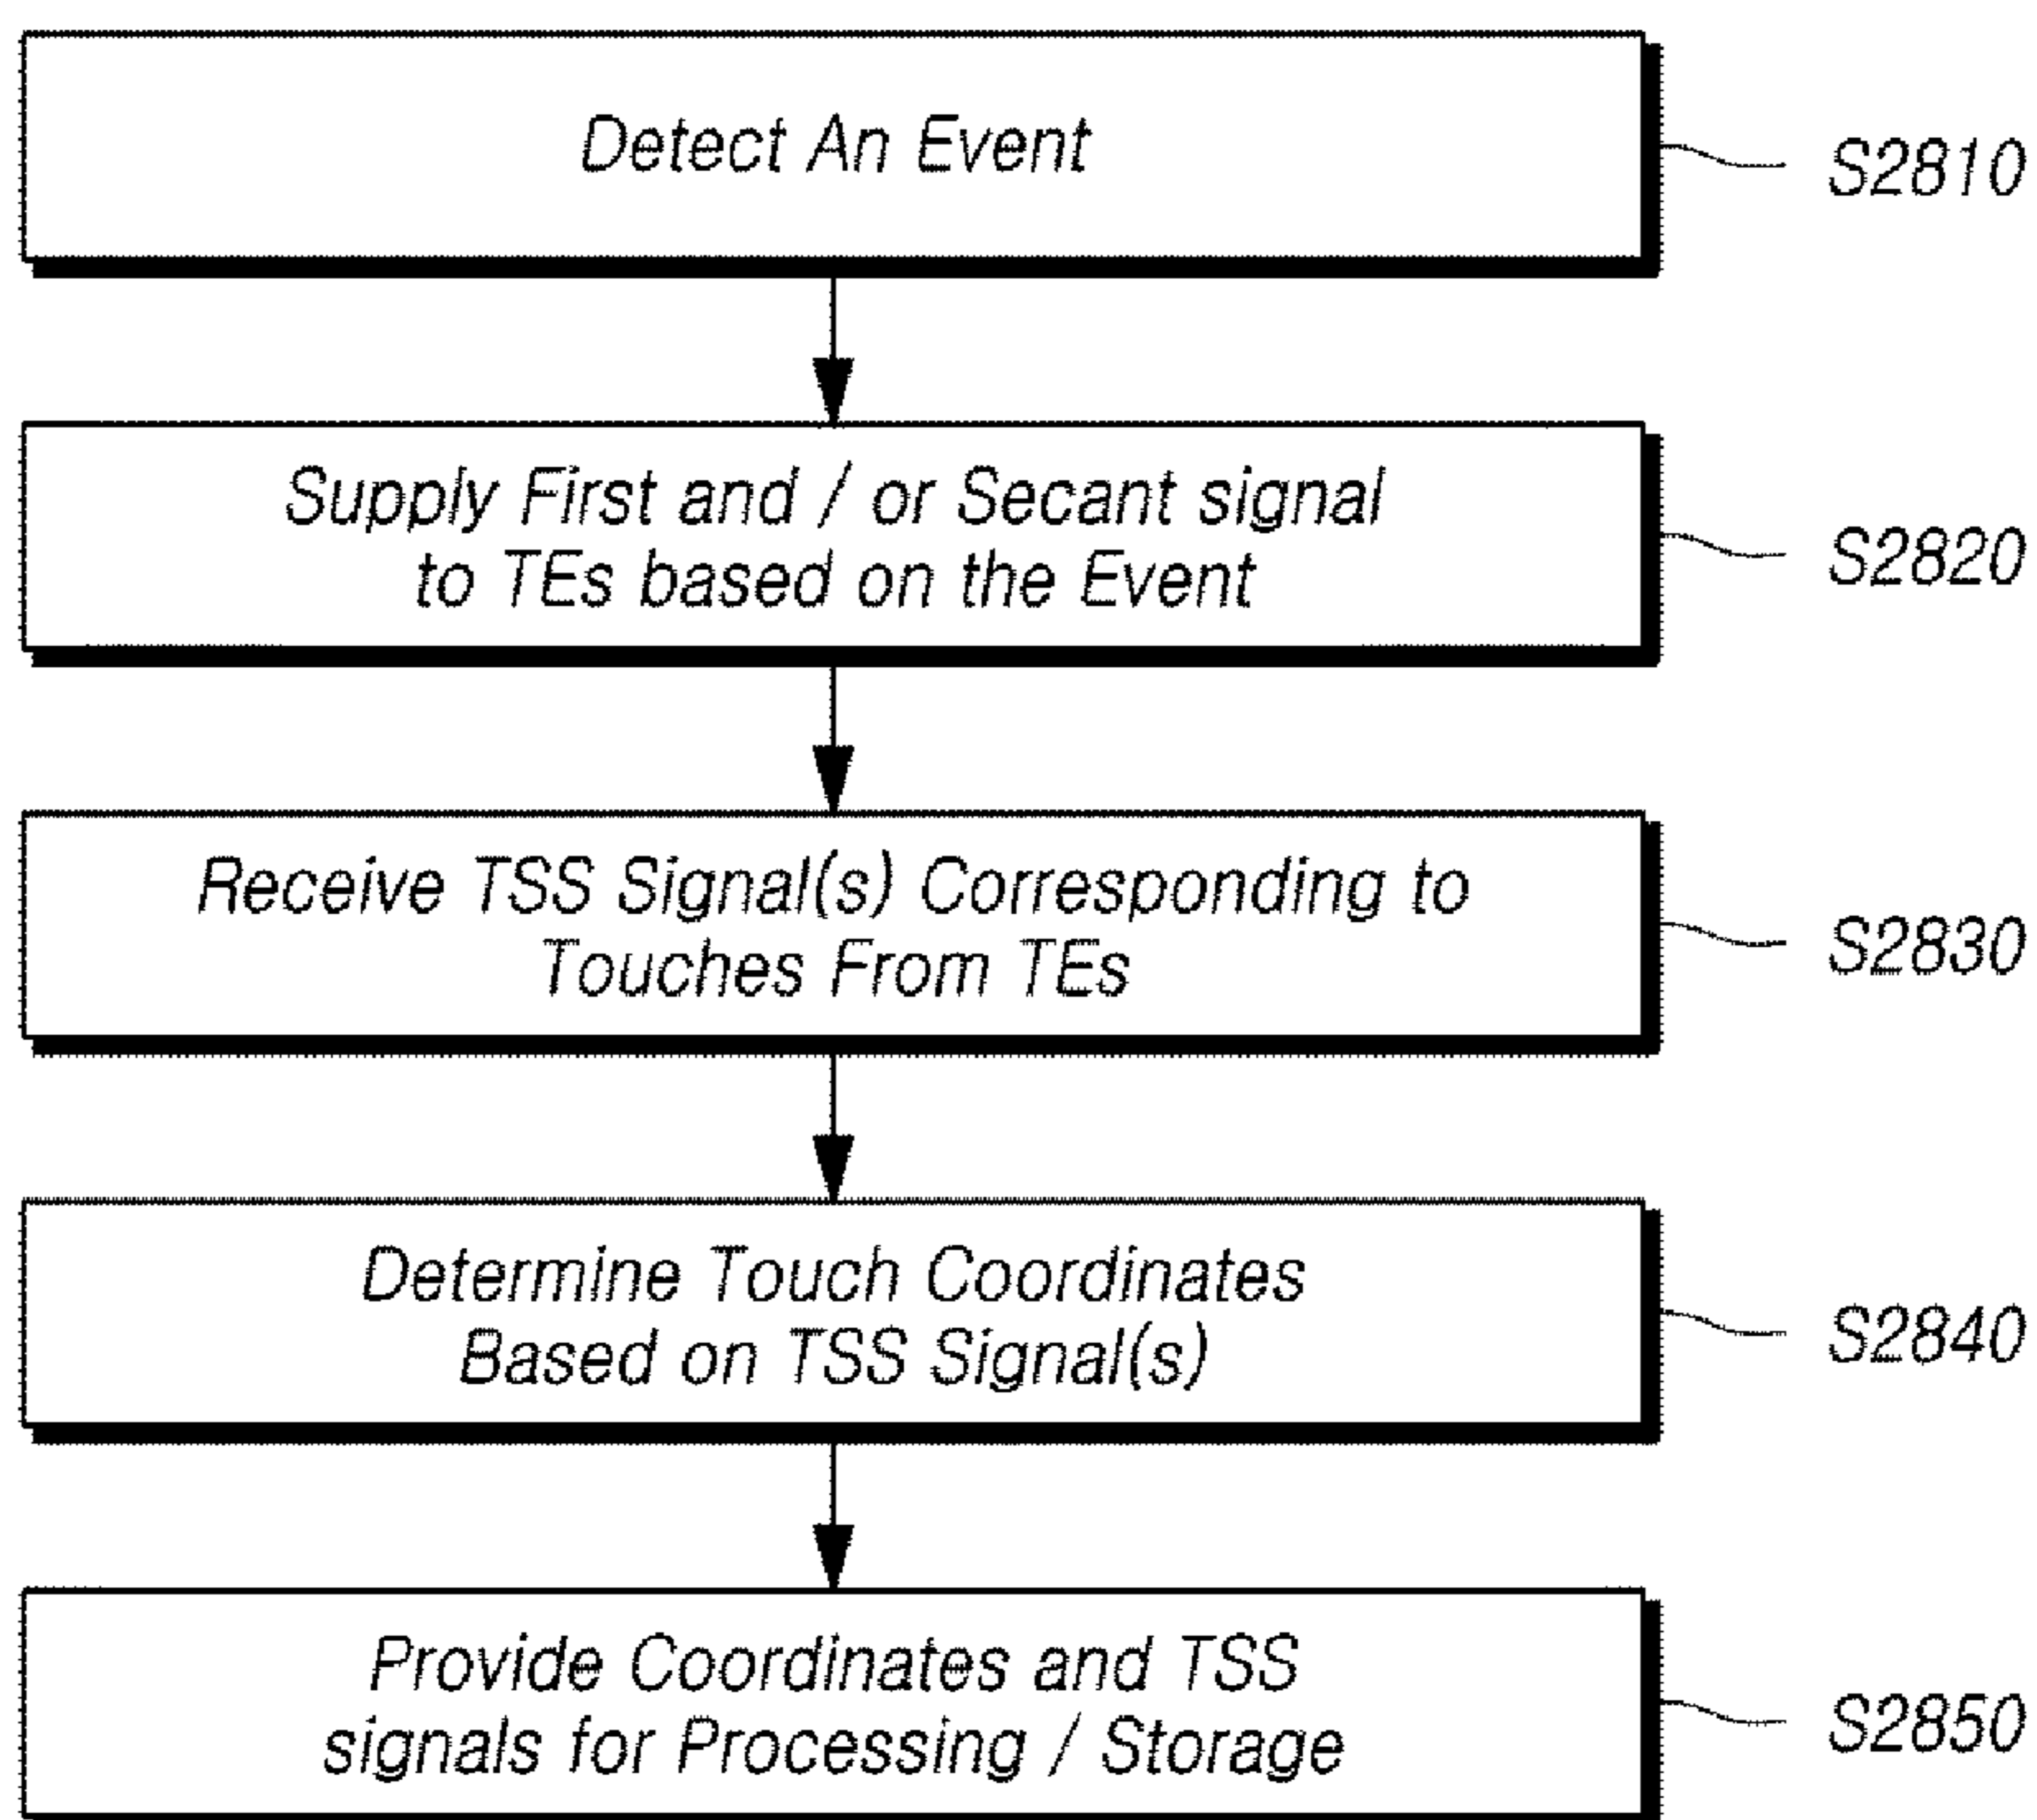 Detect An Event
S2810
Supply First and / or Secant signal
to TEs based on the Event
S2820
Receive TSS Signal(s) Corresponding to
Touches From TEs
S2830
Determine Touch Coordinates
Based on TSS Signal(s)
S2840
Provide Coordinates and TSS
signals for Processing / Storage
S2850